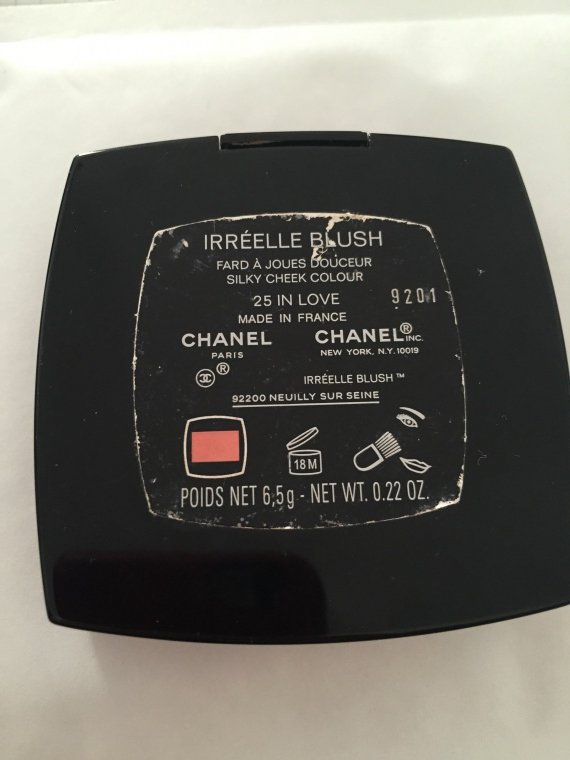 IRRÉELLE BLUSH
FARD À JOUES DOUCEUR
SILKY CHEEK COLOUR
25 IN LOVE 9201
MADE IN FRANCE
CHANEL CHANEL® INC.
PARIS NEW YORK, N.Y. 10019
®
IRRÉELLE BLUSH™
92200 NEUILLY SUR SEINE
18M
POIDS NET 6,5g - NET WT. 0.22 OZ.